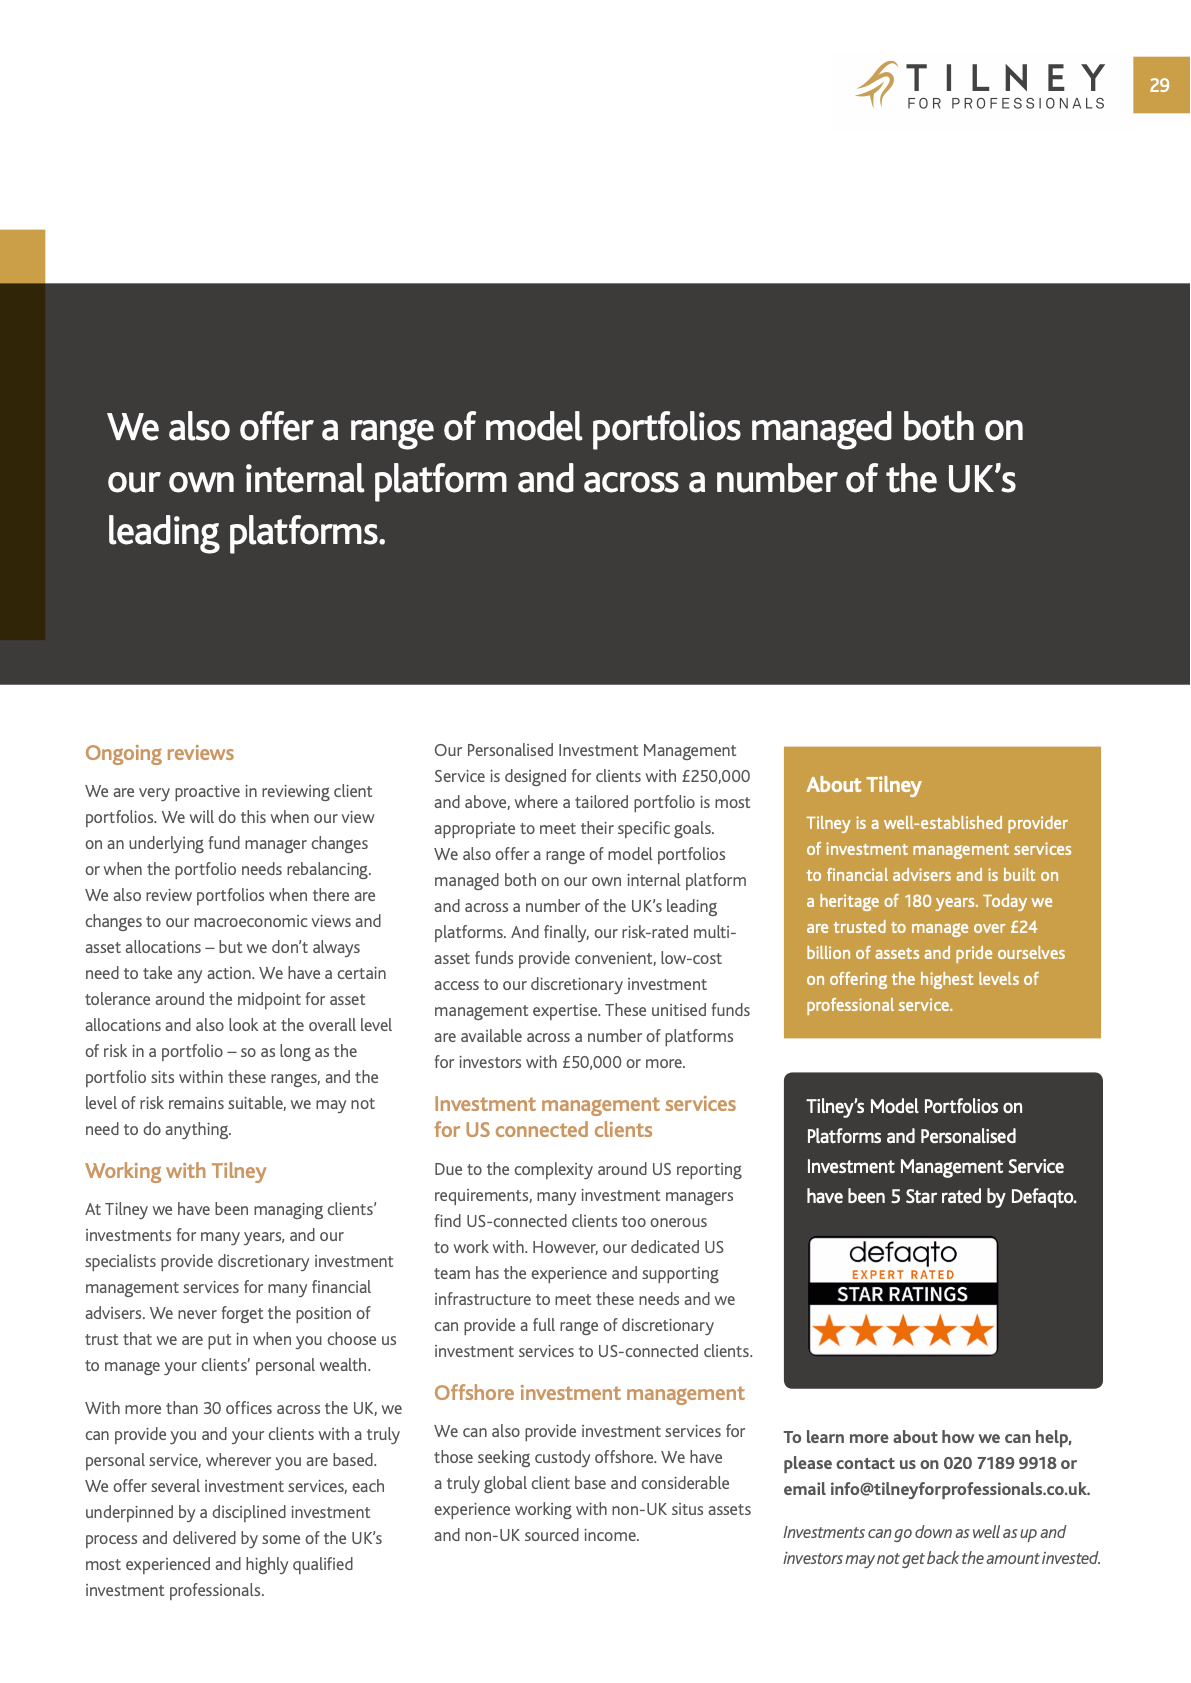 TILNEY
FOR PROFESSIONALS
29
We also offer a range of model portfolios managed both on
our own internal platform and across a number of the UK’s
leading platforms.
Ongoing reviews
We are very proactive in reviewing client
portfolios. We will do this when our view
on an underlying fund manager changes
or when the portfolio needs rebalancing.
We also review portfolios when there are
changes to our macroeconomic views and
asset allocations – but we don’t always
need to take any action. We have a certain
tolerance around the midpoint for asset
allocations and also look at the overall level
of risk in a portfolio – so as long as the
portfolio sits within these ranges, and the
level of risk remains suitable, we may not
need to do anything.
Working with Tilney
At Tilney we have been managing clients’
investments for many years, and our
specialists provide discretionary investment
management services for many financial
advisers. We never forget the position of
trust that we are put in when you choose us
to manage your clients’ personal wealth.
With more than 30 offices across the UK, we
can provide you and your clients with a truly
personal service, wherever you are based.
We offer several investment services, each
underpinned by a disciplined investment
process and delivered by some of the UK’s
most experienced and highly qualified
investment professionals.
Our Personalised Investment Management
Service is designed for clients with £250,000
and above, where a tailored portfolio is most
appropriate to meet their specific goals.
We also offer a range of model portfolios
managed both on our own internal platform
and across a number of the UK’s leading
platforms. And finally, our risk-rated multi-
asset funds provide convenient, low-cost
access to our discretionary investment
management expertise. These unitised funds
are available across a number of platforms
for investors with £50,000 or more.
Investment management services
for US connected clients
Due to the complexity around US reporting
requirements, many investment managers
find US-connected clients too onerous
to work with. However, our dedicated US
team has the experience and supporting
infrastructure to meet these needs and we
can provide a full range of discretionary
investment services to US-connected clients.
Offshore investment management
We can also provide investment services for
those seeking custody offshore. We have
a truly global client base and considerable
experience working with non-UK situs assets
and non-UK sourced income.
About Tilney
Tilney is a well-established provider
of investment management services
to financial advisers and is built on
a heritage of 180 years. Today we
are trusted to manage over £24
billion of assets and pride ourselves
on offering the highest levels of
professional service.
Tilney’s Model Portfolios on
Platforms and Personalised
Investment Management Service
have been 5 Star rated by Defaqto.
defaqto
EXPERT RATED
STAR RATINGS
To learn more about how we can help,
please contact us on 020 7189 9918 or
email info@tilneyforprofessionals.co.uk.
Investments can go down as well as up and
investors may not get back the amount invested.